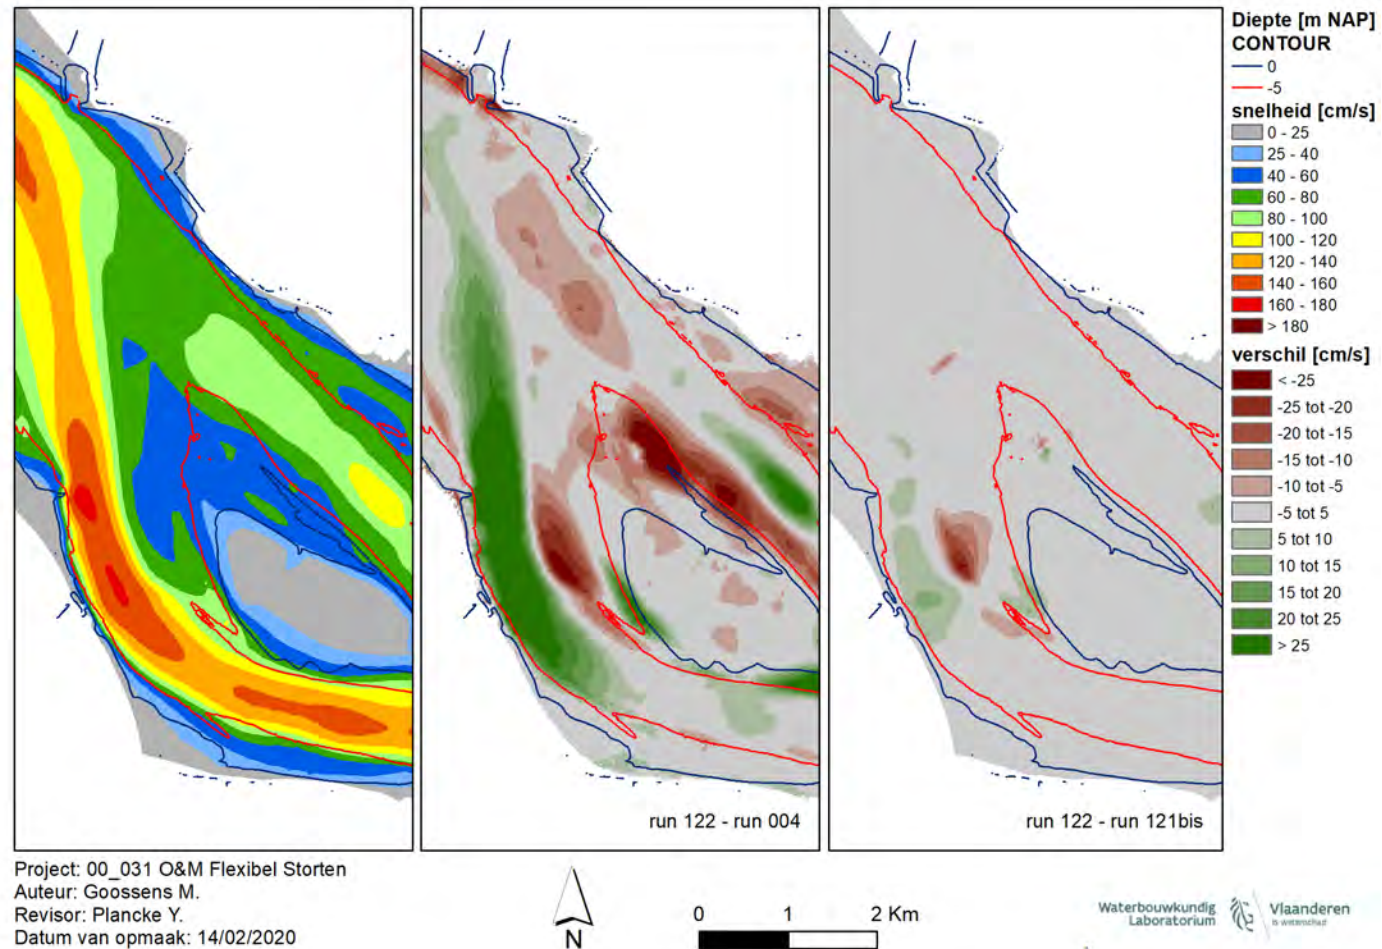 Diepte [m NAP]
CONTOUR
0
-5
snelheid [cm/s]
0 - 25
25 - 40
40 - 60
60 - 80
80 - 100
100 - 120
120 - 140
140 - 160
160 - 180
> 180
verschil [cm/s]
< -25
-25 tot -20
-20 tot -15
-15 tot -10
-10 tot -5
-5 tot 5
5 tot 10
10 tot 15
15 tot 20
20 tot 25
> 25
run 122 - run 004
run 122 - run 121bis
Project: 00_031 O&M Flexibel Storten
Auteur: Goossens M.
Revisor: Plancke Y.
Datum van opmaak: 14/02/2020
N
0 1 2 Km
Waterbouwkundig
Laboratorium
Vlaanderen
is wetenschap